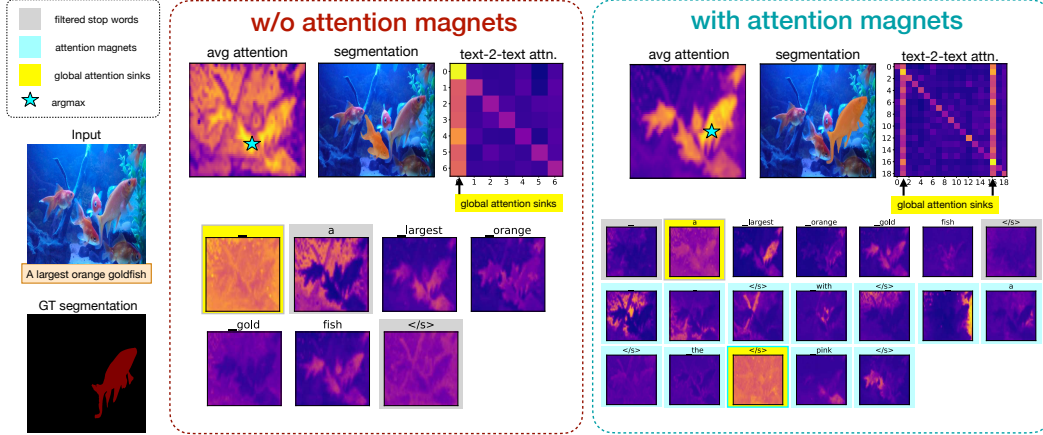 filtered stop words
attention magnets
global attention sinks
argmax
Input
A largest orange goldfish
GT segmentation
w/o attention magnets
avg attention
segmentation
text-2-text attn.
0
1
2
3
4
5
6
0 1 2 3 4 5 6
global attention sinks
_
a
_largest
_orange
_gold
fish
</s>
with attention magnets
avg attention
segmentation
text-2-text attn.
0
2
4
6
8
10
12
14
16
18
0 2 4 6 8 10 12 14 16 18
global attention sinks
_
a
_largest
_orange
_gold
fish
</s>
_
_
</s>
_with
</s>
_
a
</s>
_the
</s>
_pink
</s>